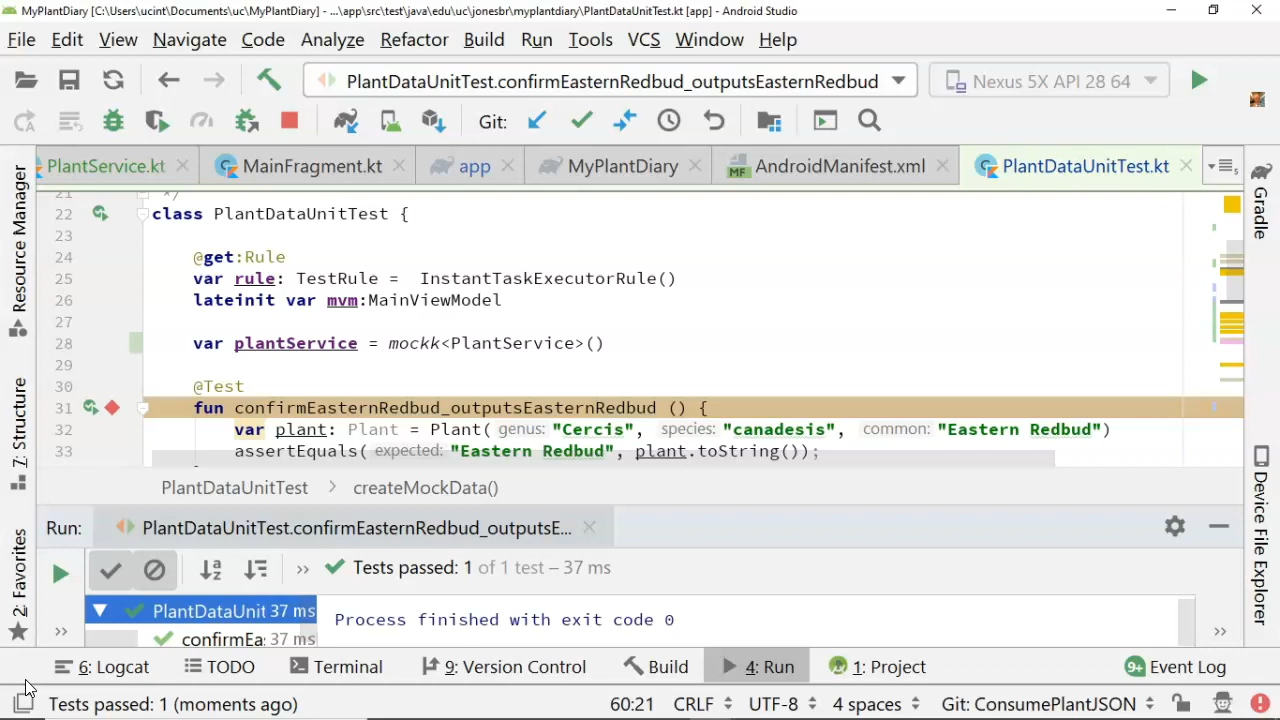 MyPlantDiary [C:\Users\ucint\Documents\uc\MyPlantDiary] - ...\app\src\test\java\edu\uc\jonesbr\myplantdiary\PlantDataUnitTest.kt [app] - Android Studio
File Edit View Navigate Code Analyze Refactor Build Run Tools VCS Window Help
PlantDataUnitTest.confirmEasternRedbud_outputsEasternRedbud Nexus 5X API 28 64
Git:
PlantService.kt MainFragment.kt app MyPlantDiary AndroidManifest.xml PlantDataUnitTest.kt
21 */
22 class PlantDataUnitTest {
23
24 @get:Rule
25 var rule: TestRule = InstantTaskExecutorRule()
26 lateinit var mvm:MainViewModel
27
28 var plantService = mockk<PlantService>()
29
30 @Test
31 fun confirmEasternRedbud_outputsEasternRedbud () {
32 var plant: Plant = Plant( genus: "Cercis", species: "canadesis", common: "Eastern Redbud")
33 assertEquals( expected: "Eastern Redbud", plant.toString());
PlantDataUnitTest > createMockData()
Run: PlantDataUnitTest.confirmEasternRedbud_outputsE...
Tests passed: 1 of 1 test – 37 ms
PlantDataUnit 37 ms
Process finished with exit code 0
confirmEa: 37 ms
Resource Manager
7: Structure
2: Favorites
Gradle
Device File Explorer
6: Logcat TODO Terminal 9: Version Control Build 4: Run 1: Project 9+ Event Log
Tests passed: 1 (moments ago) 60:21 CRLF UTF-8 4 spaces Git: ConsumePlantJSON